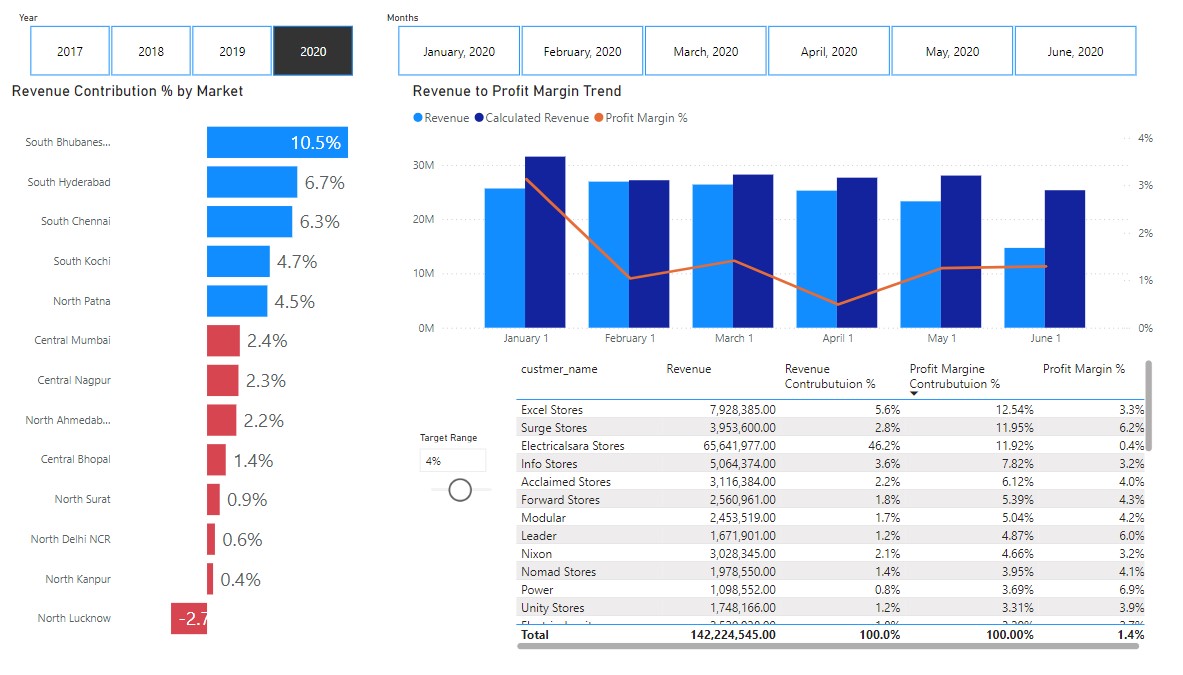 Year
2017
2018
2019
2020
Months
January, 2020
February, 2020
March, 2020
April, 2020
May, 2020
June, 2020
Revenue Contribution % by Market
South Bhubanes... 10.5%
South Hyderabad 6.7%
South Chennai 6.3%
South Kochi 4.7%
North Patna 4.5%
Central Mumbai 2.4%
Central Nagpur 2.3%
North Ahmedab... 2.2%
Central Bhopal 1.4%
North Surat 0.9%
North Delhi NCR 0.6%
North Kanpur 0.4%
North Lucknow -2.7
Revenue to Profit Margin Trend
Revenue Calculated Revenue Profit Margin %
30M
20M
10M
0M
4%
3%
2%
1%
0%
January 1 February 1 March 1 April 1 May 1 June 1
Target Range
4%
custmer_name Revenue Revenue Contrubutuion % Profit Margine Contrubutuion % Profit Margin %
Excel Stores 7,928,385.00 5.6% 12.54% 3.3%
Surge Stores 3,953,600.00 2.8% 11.95% 6.2%
Electricalsara Stores 65,641,977.00 46.2% 11.92% 0.4%
Info Stores 5,064,374.00 3.6% 7.82% 3.2%
Acclaimed Stores 3,116,384.00 2.2% 6.12% 4.0%
Forward Stores 2,560,961.00 1.8% 5.39% 4.3%
Modular 2,453,519.00 1.7% 5.04% 4.2%
Leader 1,671,901.00 1.2% 4.87% 6.0%
Nixon 3,028,345.00 2.1% 4.66% 3.2%
Nomad Stores 1,978,550.00 1.4% 3.95% 4.1%
Power 1,098,552.00 0.8% 3.69% 6.9%
Unity Stores 1,748,166.00 1.2% 3.31% 3.9%
Total 142,224,545.00 100.0% 100.00% 1.4%